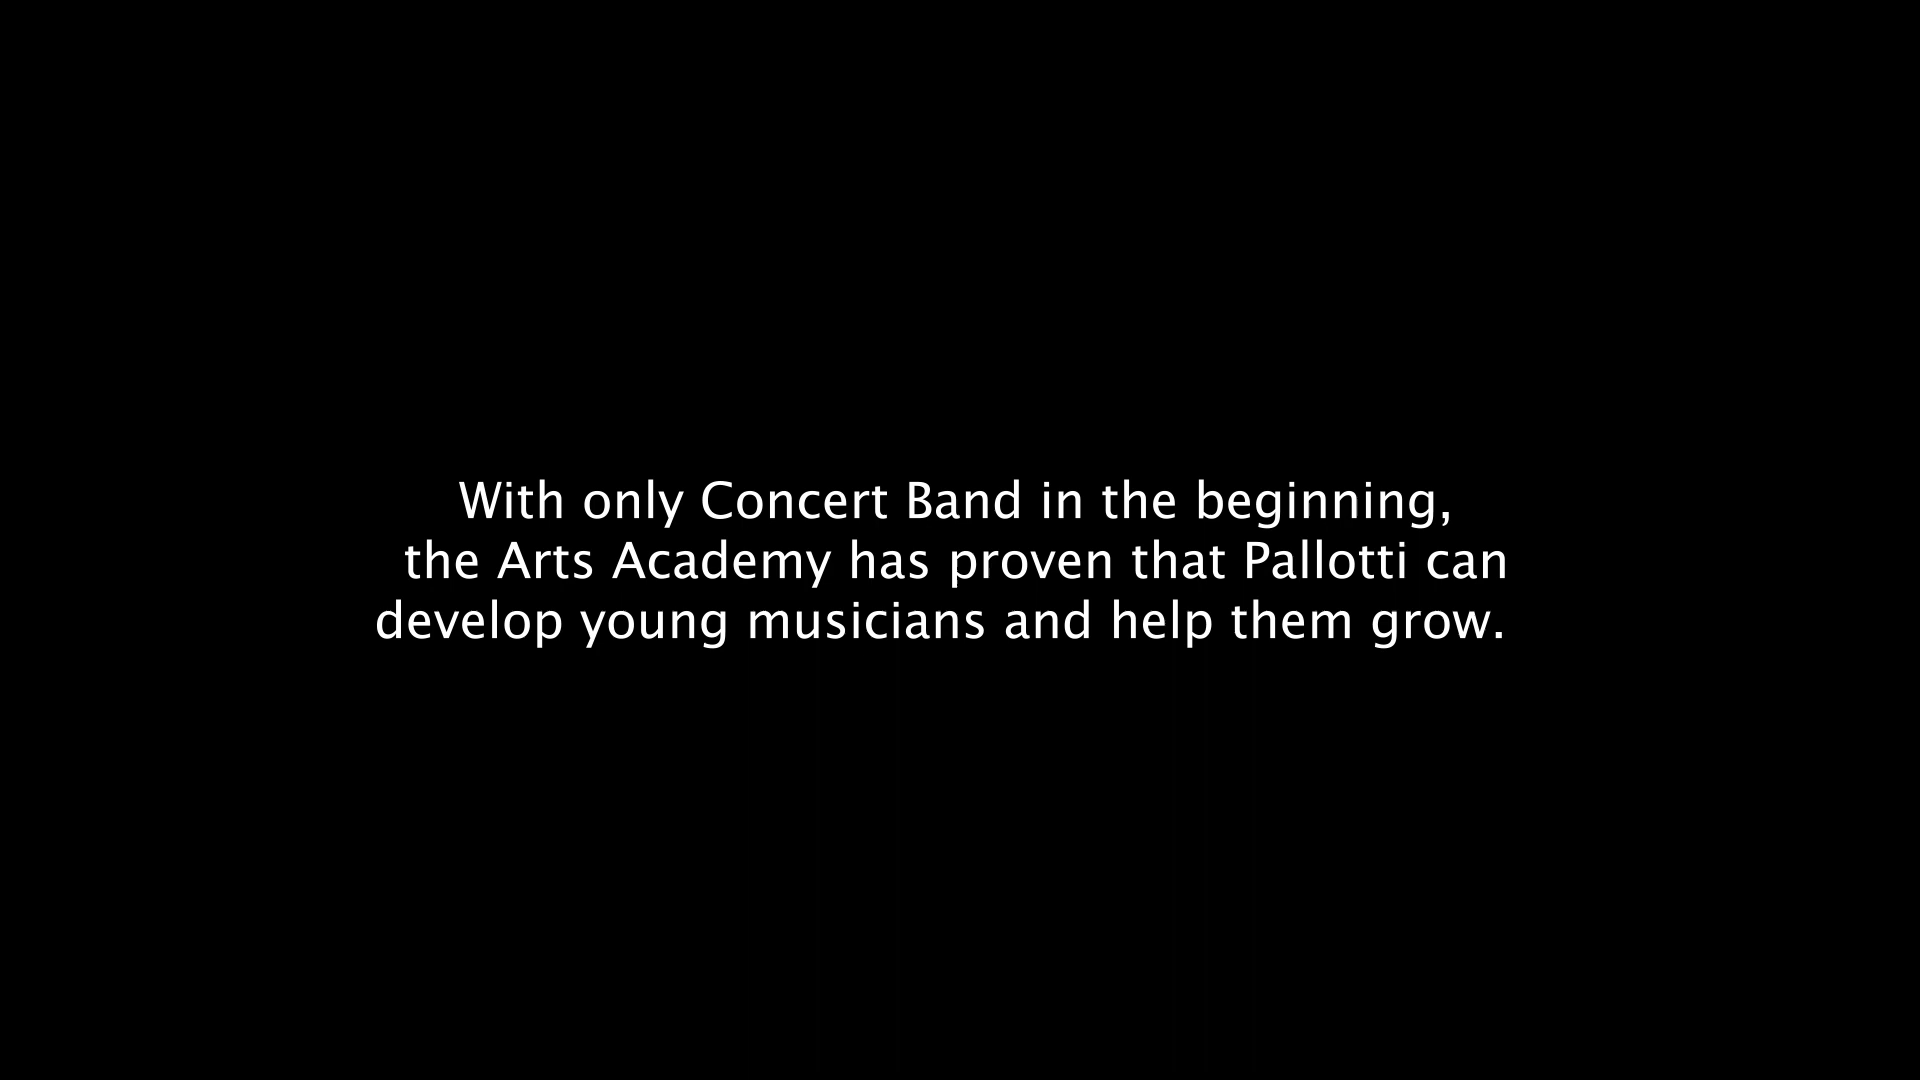 With only Concert Band in the beginning,
the Arts Academy has proven that Pallotti can
develop young musicians and help them grow.